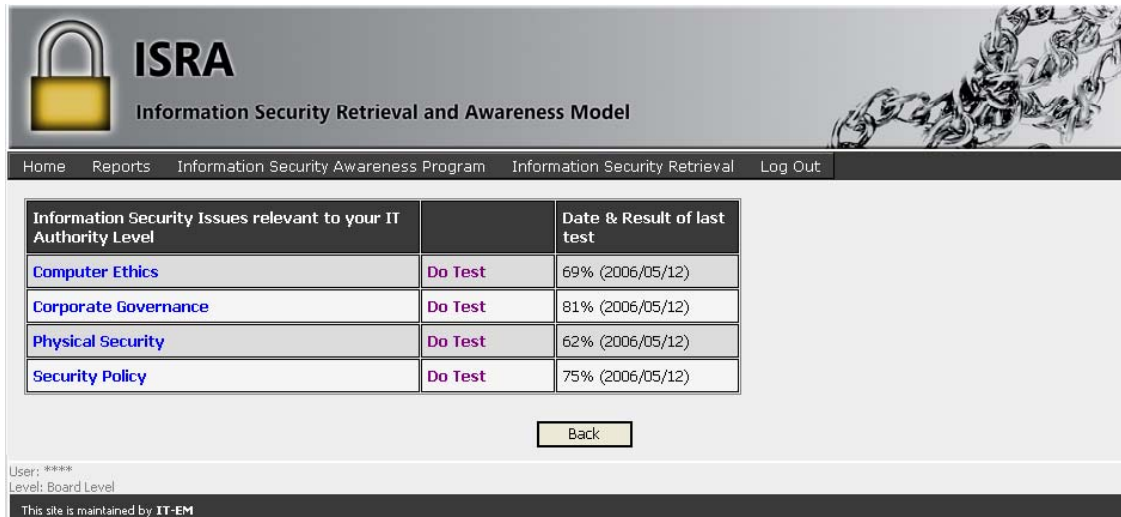 ISRA
Information Security Retrieval and Awareness Model
Home Reports Information Security Awareness Program Information Security Retrieval Log Out
Information Security Issues relevant to your IT Authority Level
Date & Result of last test
Computer Ethics Do Test 69% (2006/05/12)
Corporate Governance Do Test 81% (2006/05/12)
Physical Security Do Test 62% (2006/05/12)
Security Policy Do Test 75% (2006/05/12)
Back
User: ****
Level: Board Level
This site is maintained by IT-EM